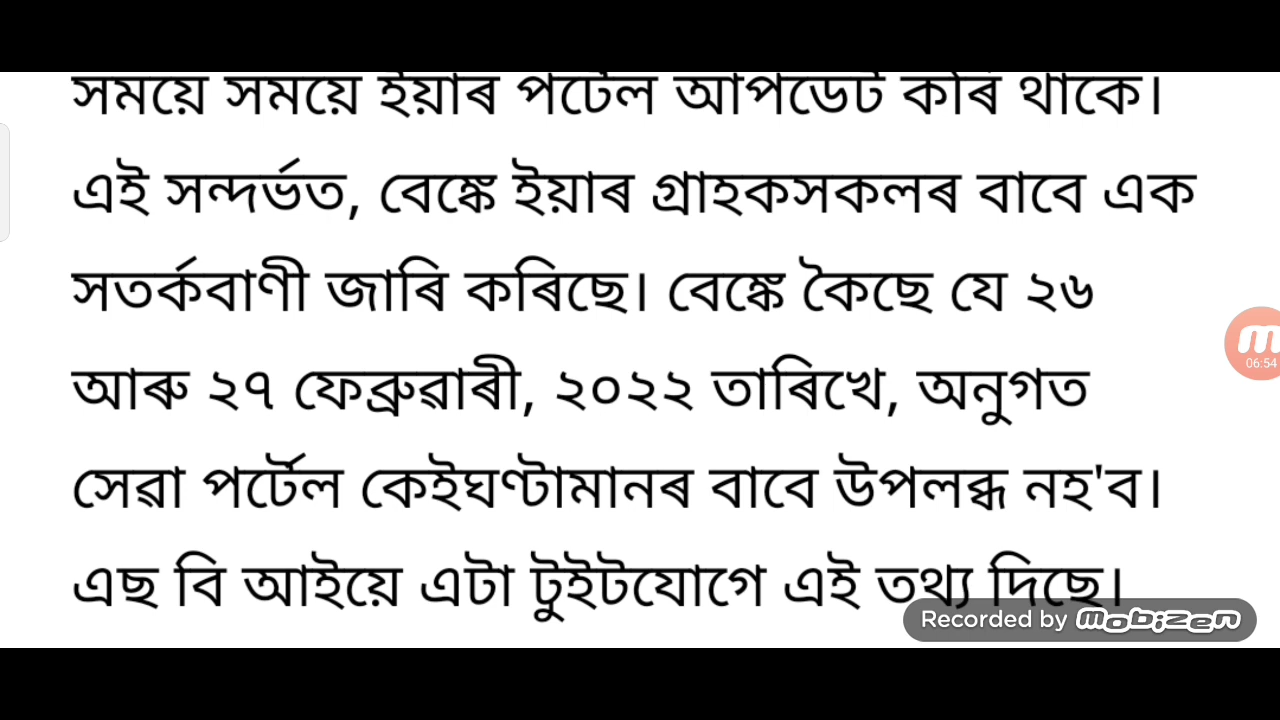 সময়ে সময়ে ইয়াৰ পৰ্টেল আপডেট কৰি থাকে।
এই সন্দৰ্ভত, বেঙ্কে ইয়াৰ গ্ৰাহকসকলৰ বাবে এক
সতৰ্কবাণী জাৰি কৰিছে। বেঙ্কে কৈছে যে ২৬
আৰু ২৭ ফেব্ৰুৱাৰী, ২০২২ তাৰিখে, অনুগত
সেৱা পৰ্টেল কেইঘণ্টামানৰ বাবে উপলব্ধ নহ'ব।
এছ বি আইয়ে এটা টুইটযোগে এই তথ্য দিছে।
06:54
Recorded by mobizen